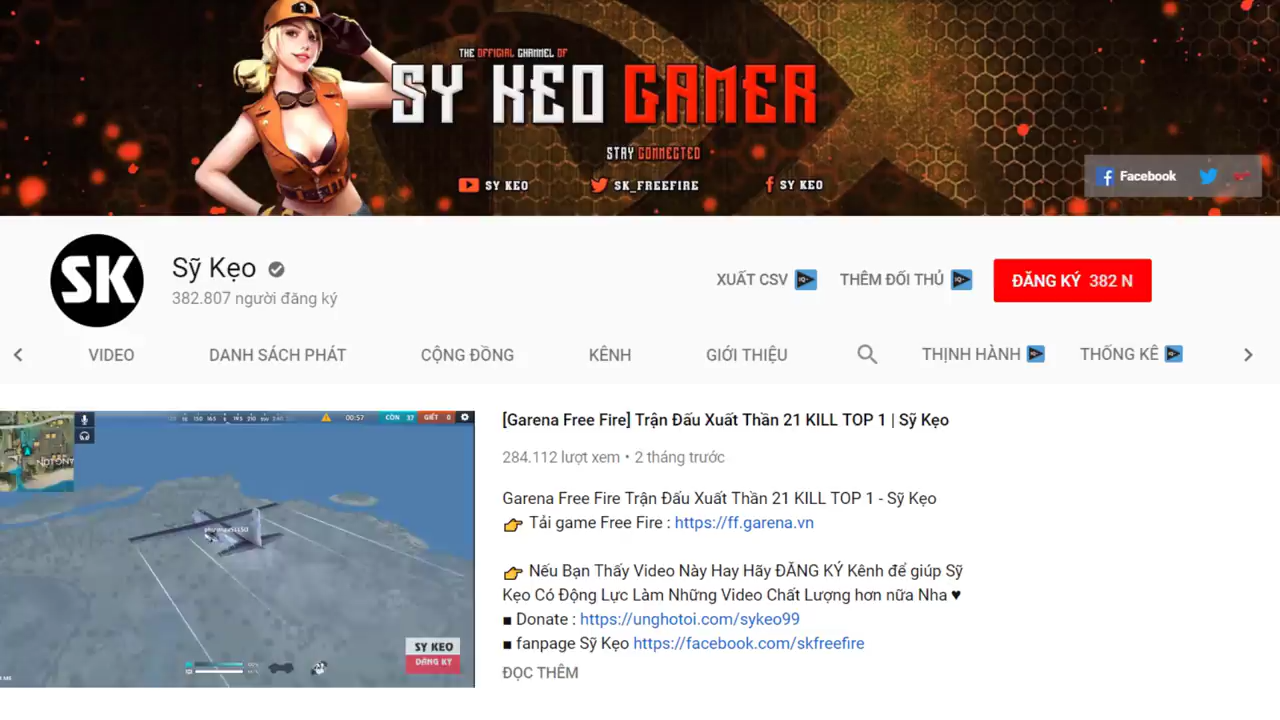 THE OFFICIAL CHANNEL OF
SY KEO GAMER
STAY CONNECTED
SY KEO
SK_FREEFIRE
SY KEO
Facebook
SK
Sỹ Kẹo
382.807 người đăng ký
XUẤT CSV
THÊM ĐỐI THỦ
ĐĂNG KÝ 382 N
VIDEO
DANH SÁCH PHÁT
CỘNG ĐỒNG
KÊNH
GIỚI THIỆU
THỊNH HÀNH
THỐNG KÊ
00:57
CÒN 37
GIẾT 0
SY KEO
ĐĂNG KÝ
[Garena Free Fire] Trận Đấu Xuất Thần 21 KILL TOP 1 | Sỹ Kẹo
284.112 lượt xem • 2 tháng trước
Garena Free Fire Trận Đấu Xuất Thần 21 KILL TOP 1 - Sỹ Kẹo
👉 Tải game Free Fire : https://ff.garena.vn
👉 Nếu Bạn Thấy Video Này Hay Hãy ĐĂNG KÝ Kênh để giúp Sỹ
Kẹo Có Động Lực Làm Những Video Chất Lượng hơn nữa Nha ♥
■ Donate : https://unghotoi.com/sykeo99
■ fanpage Sỹ Kẹo https://facebook.com/skfreefire
ĐỌC THÊM